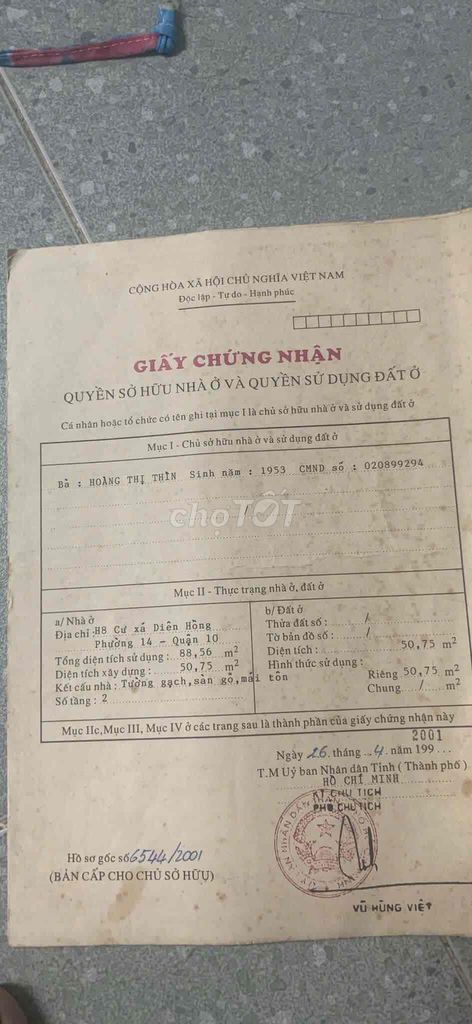 CỘNG HÒA XÃ HỘI CHỦ NGHĨA VIỆT NAM
Độc lập - Tự do - Hạnh phúc
GIẤY CHỨNG NHẬN
QUYỀN SỞ HỮU NHÀ Ở VÀ QUYỀN SỬ DỤNG ĐẤT Ở
Cá nhân hoặc tổ chức có tên ghi tại mục I là chủ sở hữu nhà ở và sử dụng đất ở
Mục I - Chủ sở hữu nhà ở và sử dụng đất ở
Bà : HOÀNG THỊ THÌN Sinh năm : 1953 CMND số : 020899294
/
chợTỐT
Mục II - Thực trạng nhà ở, đất ở
a/ Nhà ở
Địa chỉ :H8 Cư xá Diên Hồng
Phường 14 - Quận 10
Tổng diện tích sử dụng : 88,56 m2
Diện tích xây dựng : 50,75 m2
Kết cấu nhà : Tường gạch,sàn gỗ,mái tôn
Số tầng : 2
b/ Đất ở
Thửa đất số : /
Tờ bản đồ số : /
Diện tích : 50,75 m2
Hình thức sử dụng :
Riêng 50,75 m2
Chung / m2
Mục IIc,Mục III, Mục IV ở các trang sau là thành phần của giấy chứng nhận này
2001
Ngày 26 tháng 4 năm 199...
T.M Uỷ ban Nhân dân Tỉnh ( Thành phố )
HỒ CHÍ MINH
KT CHỦ TỊCH
PHÓ CHỦ TỊCH
Hồ sơ gốc số 6544/2001
(BẢN CẤP CHO CHỦ SỞ HỮU)
VŨ HÙNG VIỆT